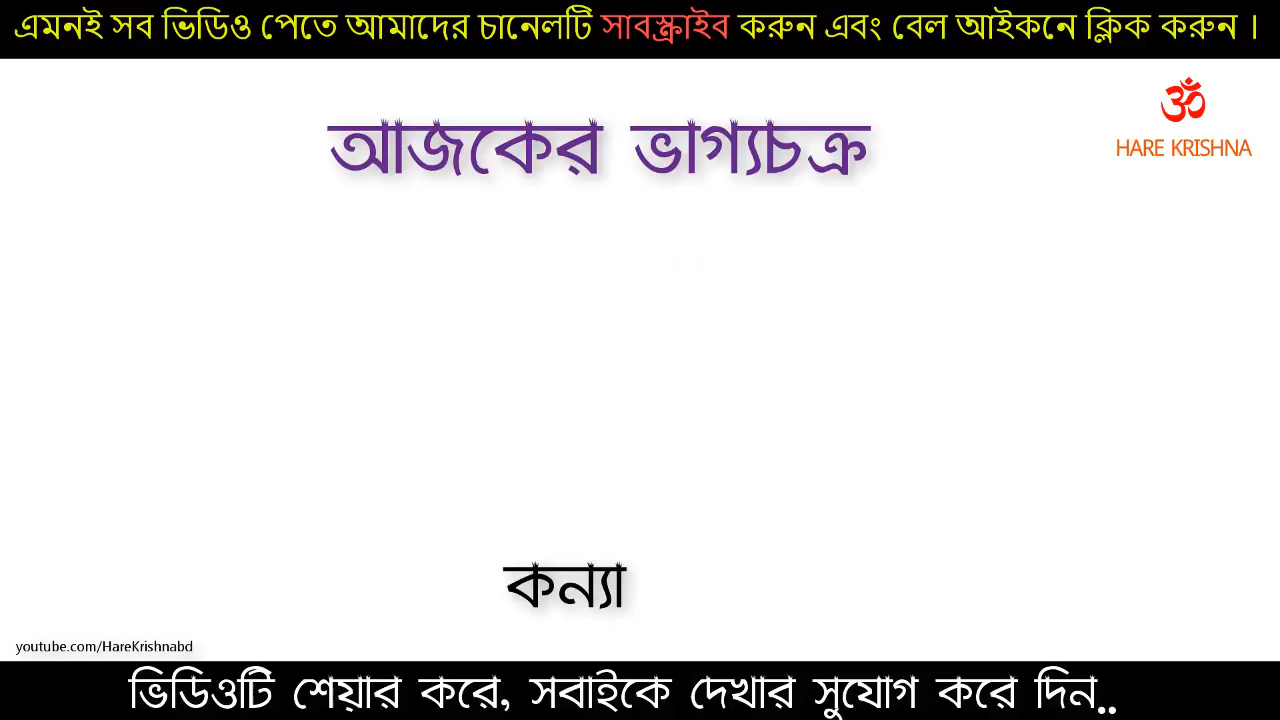 এমনই সব ভিডিও পেতে আমাদের চানেলটি সাবস্ক্রাইব করুন এবং বেল আইকনে ক্লিক করুন ।
ॐ
HARE KRISHNA
আজকের ভাগ্যচক্র
কন্যা
youtube.com/HareKrishnabd
ভিডিওটি শেয়ার করে, সবাইকে দেখার সুযোগ করে দিন..